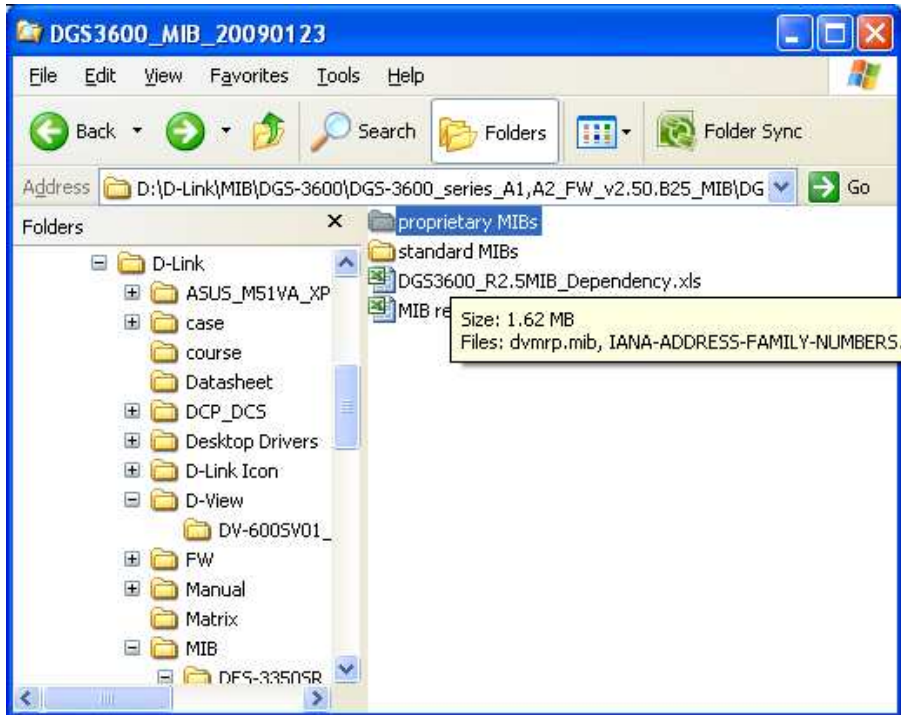 DGS3600_MIB_20090123
File Edit View Favorites Tools Help
Back Search Folders Folder Sync
Address D:\D-Link\MIB\DGS-3600\DGS-3600_series_A1,A2_FW_v2.50.B25_MIB\DG Go
Folders
D-Link
ASUS_M51VA_XP
case
course
Datasheet
DCP_DCS
Desktop Drivers
D-Link Icon
D-View
DV-600SV01_
FW
Manual
Matrix
MIB
DES-3350SR
proprietary MIBs
standard MIBs
DGS3600_R2.5MIB_Dependency.xls
MIB re
Size: 1.62 MB
Files: dvmrp.mib, IANA-ADDRESS-FAMILY-NUMBERS.